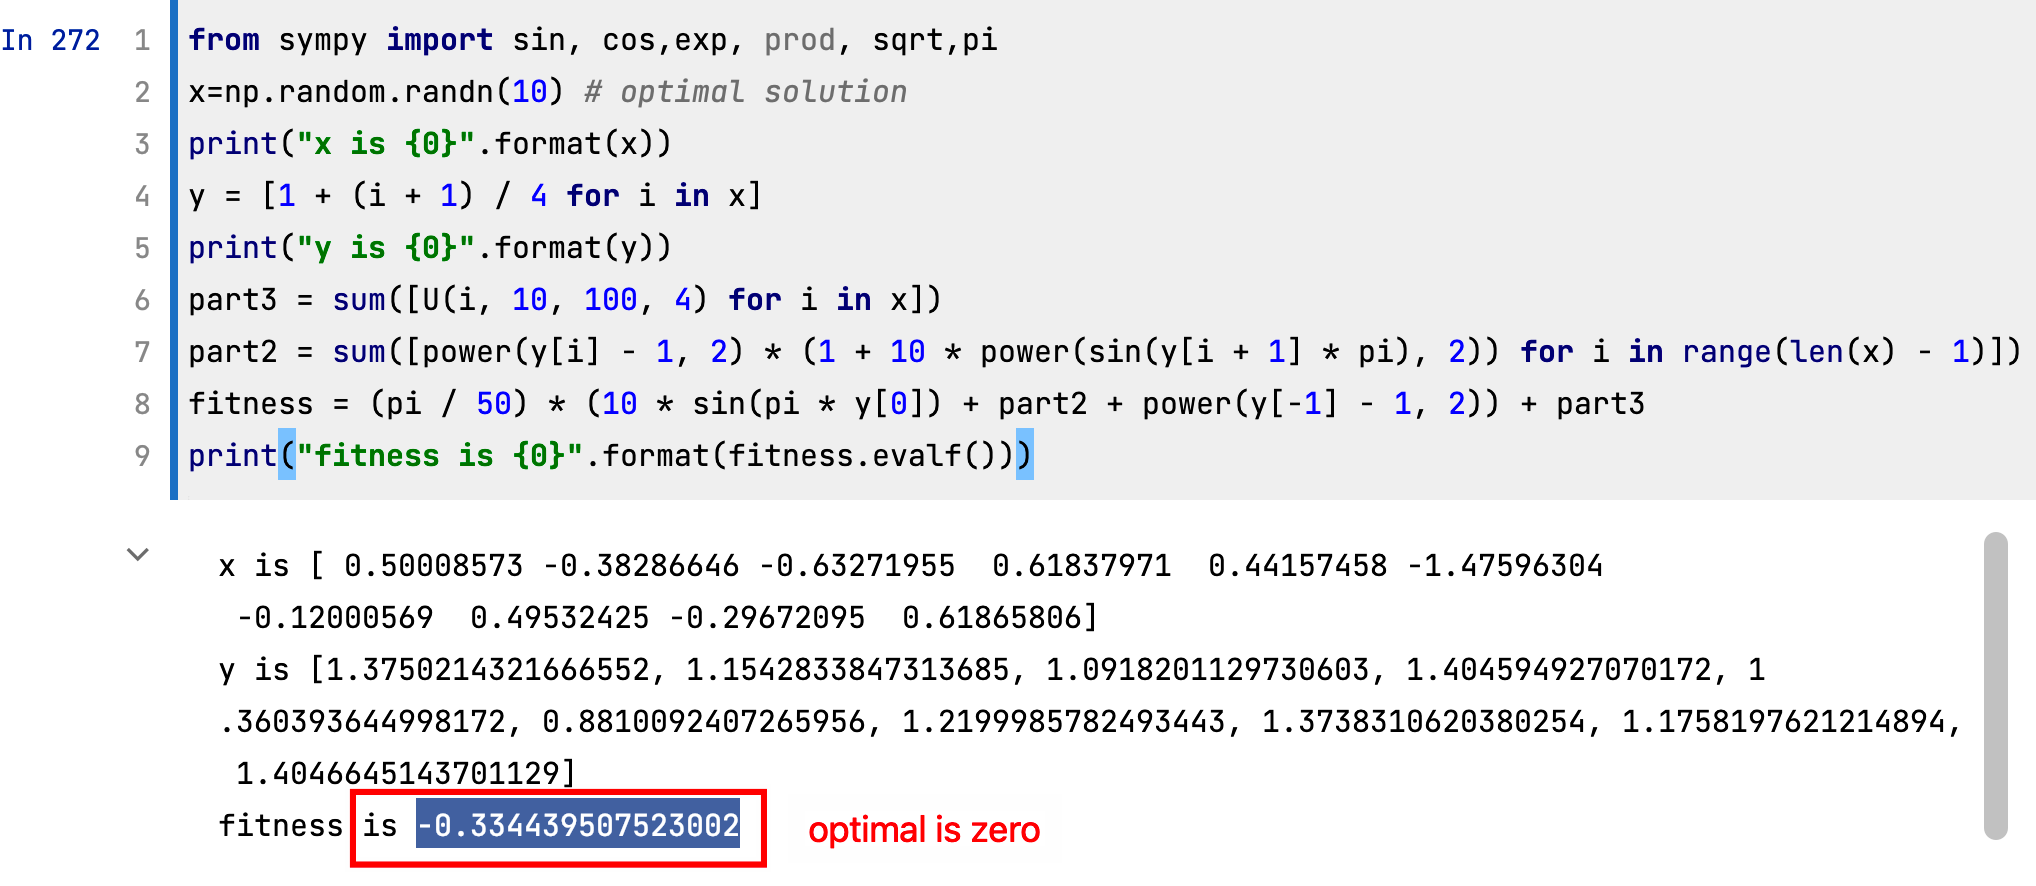 In 272
1 from sympy import sin, cos,exp, prod, sqrt,pi
2 x=np.random.randn(10) # optimal solution
3 print("x is {0}".format(x))
4 y = [1 + (i + 1) / 4 for i in x]
5 print("y is {0}".format(y))
6 part3 = sum([U(i, 10, 100, 4) for i in x])
7 part2 = sum([power(y[i] - 1, 2) * (1 + 10 * power(sin(y[i + 1] * pi), 2)) for i in range(len(x) - 1)])
8 fitness = (pi / 50) * (10 * sin(pi * y[0]) + part2 + power(y[-1] - 1, 2)) + part3
9 print("fitness is {0}".format(fitness.evalf()))
x is [ 0.50008573 -0.38286646 -0.63271955  0.61837971  0.44157458 -1.47596304
-0.12000569  0.49532425 -0.29672095  0.61865806]
y is [1.3750214321666552, 1.1542833847313685, 1.0918201129730603, 1.404594927070172, 1
.360393644998172, 0.8810092407265956, 1.2199985782493443, 1.3738310620380254, 1.1758197621214894,
1.4046645143701129]
fitness is -0.334439507523002
optimal is zero